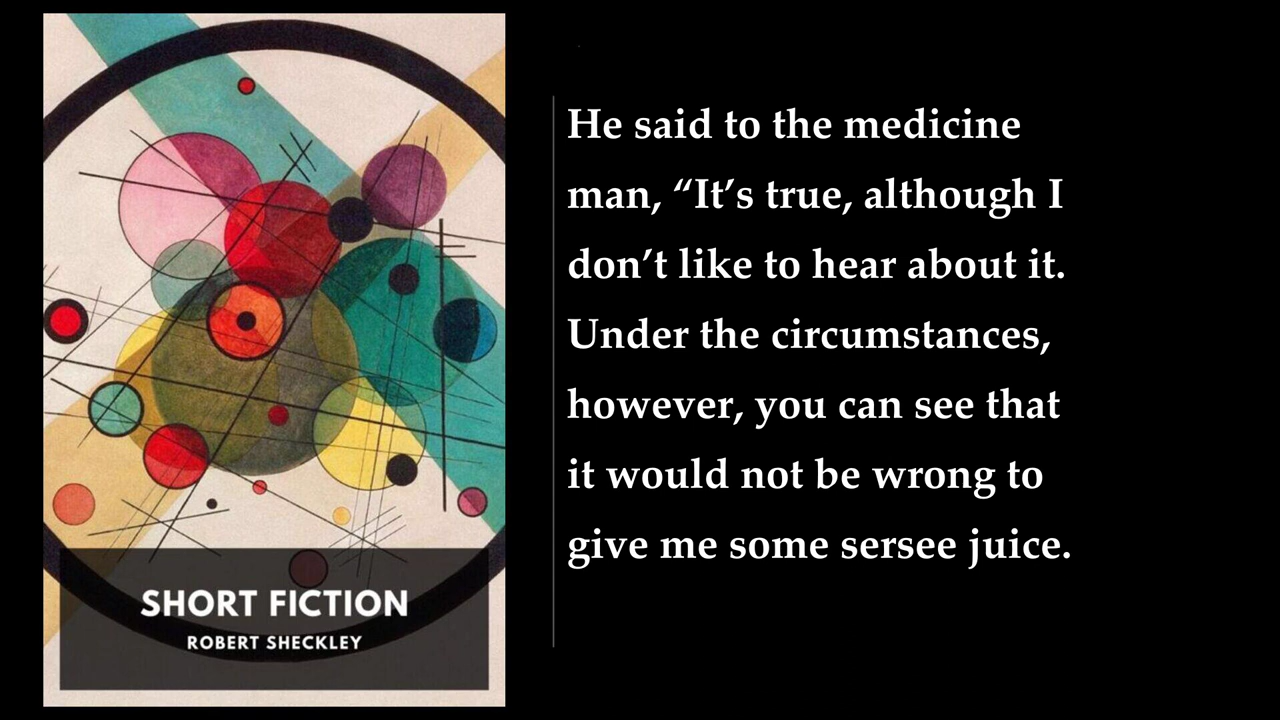 SHORT FICTION
ROBERT SHECKLEY
He said to the medicine
man, “It’s true, although I
don’t like to hear about it.
Under the circumstances,
however, you can see that
it would not be wrong to
give me some sersee juice.